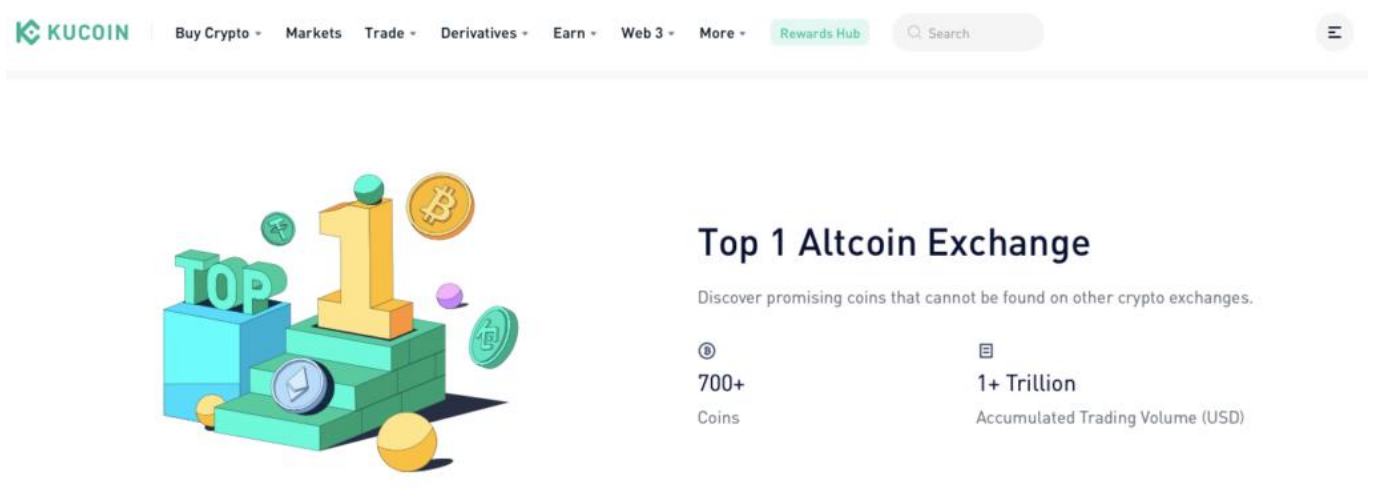 KUCOIN Buy Crypto Markets Trade Derivatives Earn Web 3 More Rewards Hub Search
TOP 1
Top 1 Altcoin Exchange
Discover promising coins that cannot be found on other crypto exchanges.
700+ 1+ Trillion
Coins Accumulated Trading Volume (USD)